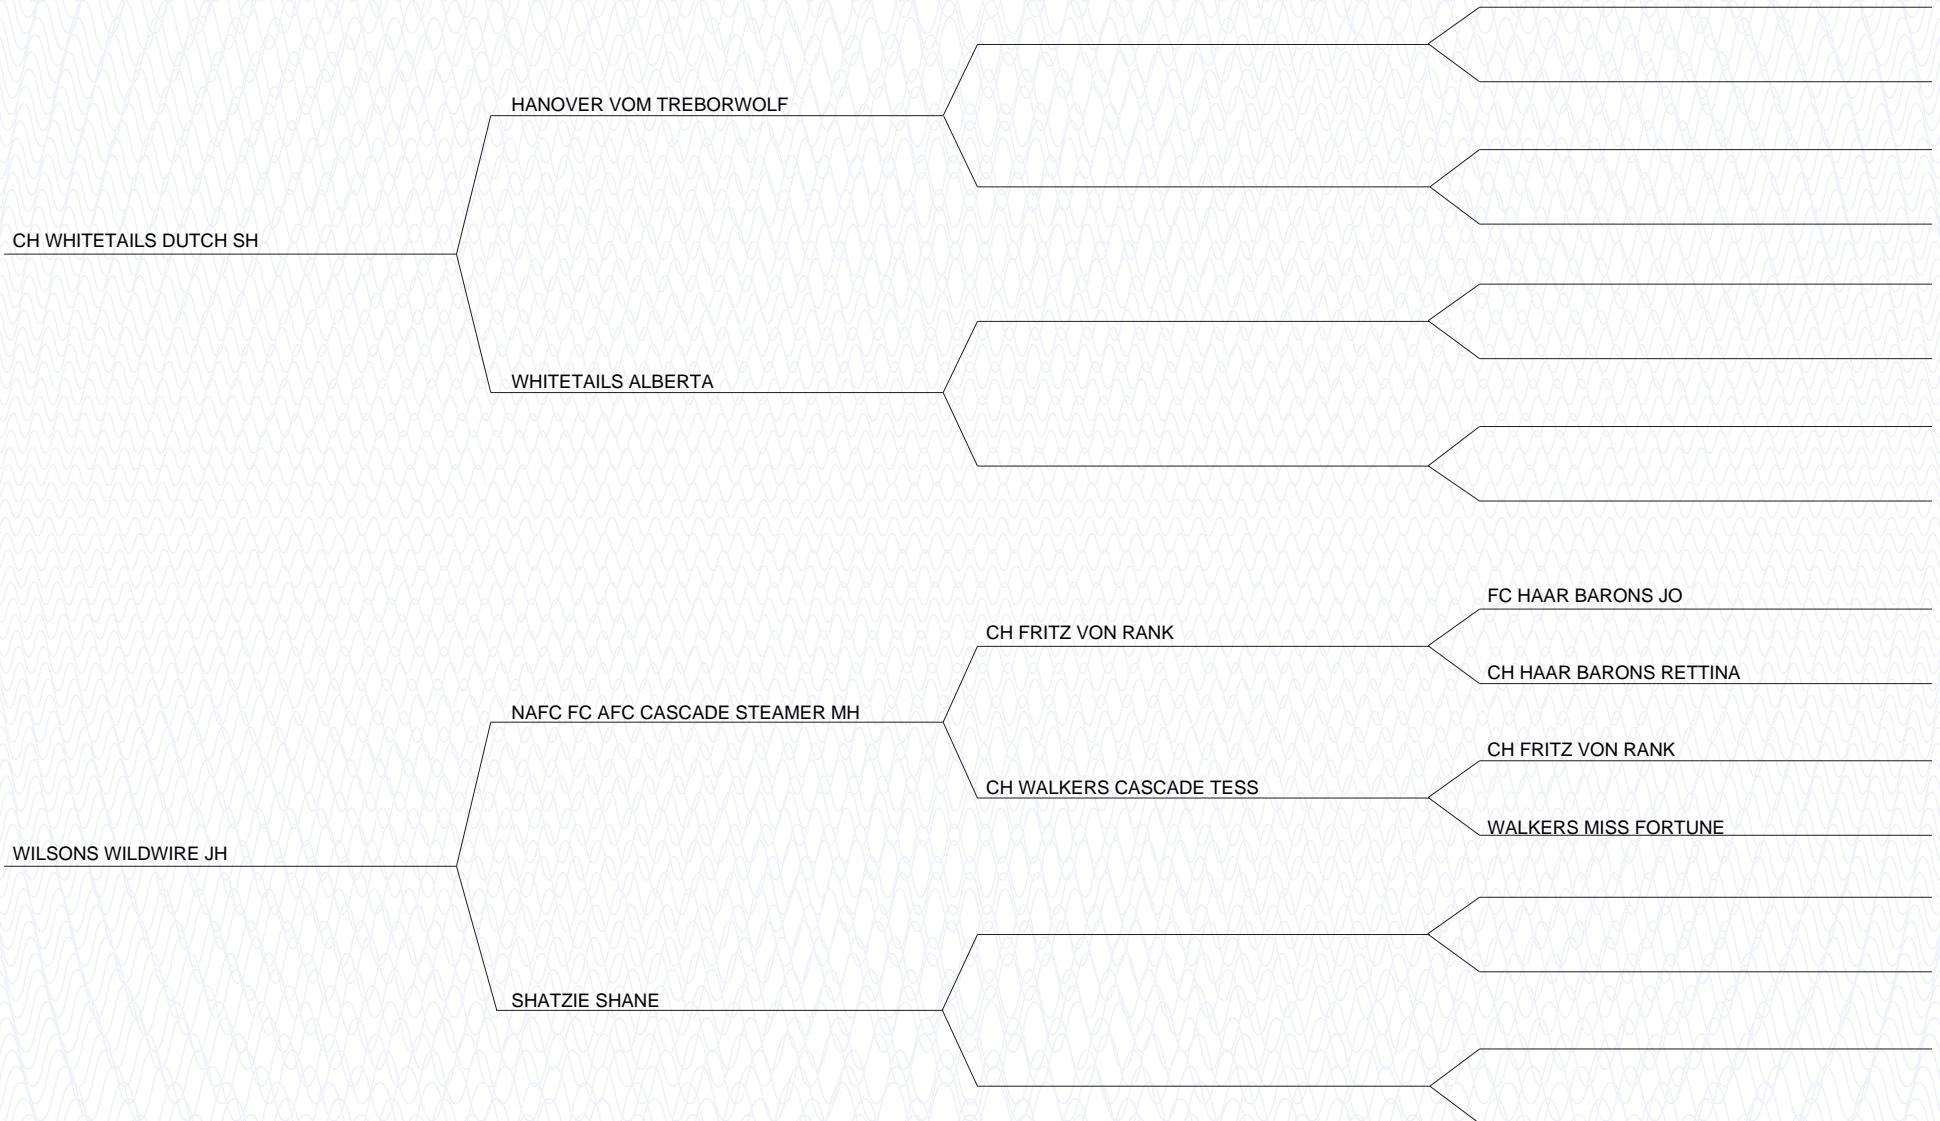 HANOVER VOM TREBORWOLF
CH WHITETAILS DUTCH SH
WHITETAILS ALBERTA
FC HAAR BARONS JO
CH FRITZ VON RANK
CH HAAR BARONS RETTINA
NAFC FC AFC CASCADE STEAMER MH
CH FRITZ VON RANK
CH WALKERS CASCADE TESS
WALKERS MISS FORTUNE
WILSONS WILDWIRE JH
SHATZIE SHANE